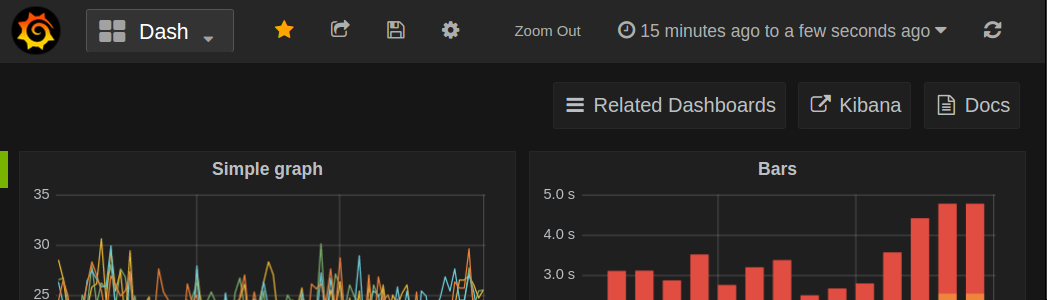 Dash
Zoom Out
15 minutes ago to a few seconds ago
Related Dashboards
Kibana
Docs
Simple graph
35
30
25
Bars
5.0 s
4.0 s
3.0 s